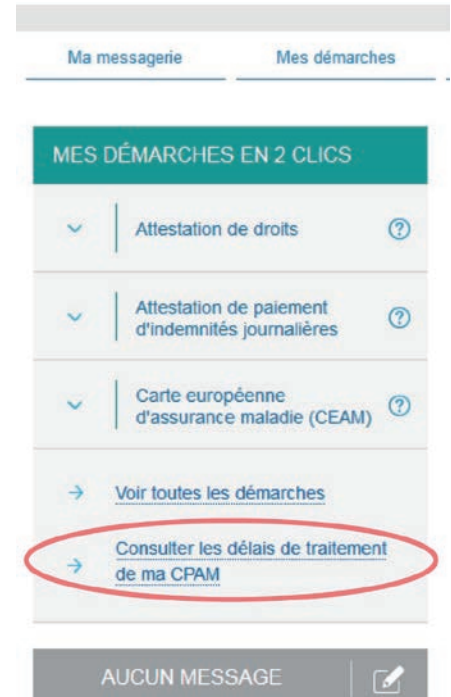 Ma messagerie
Mes démarches
MES DÉMARCHES EN 2 CLICS
Attestation de droits
Attestation de paiement
d'indemnités journalières
Carte européenne
d'assurance maladie (CEAM)
Voir toutes les démarches
Consulter les délais de traitement
de ma CPAM
AUCUN MESSAGE